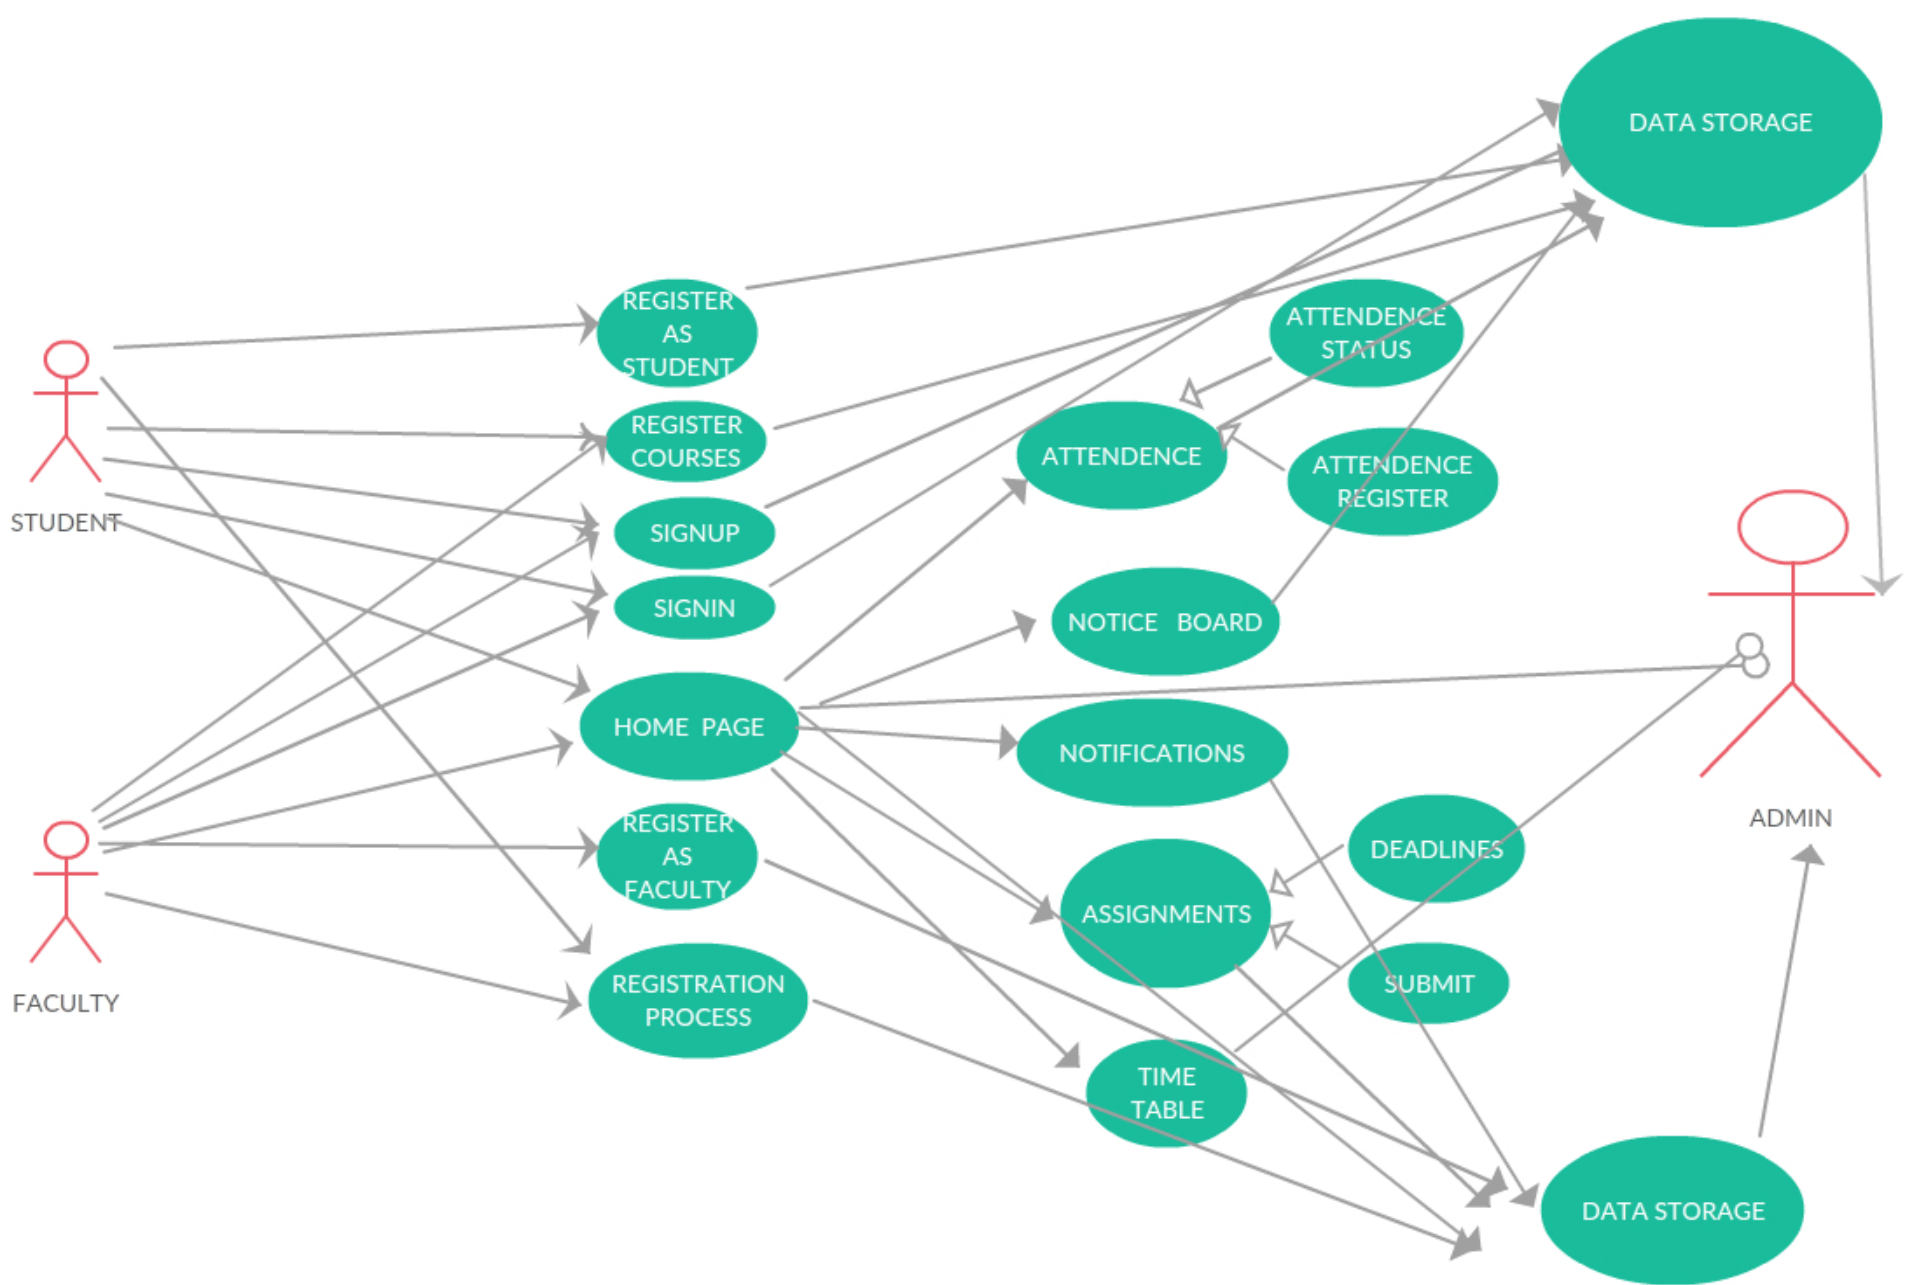 DATA STORAGE
REGISTER
AS
STUDENT
ATTENDENCE
STATUS
REGISTER
COURSES
ATTENDENCE
ATTENDENCE
REGISTER
STUDENT
SIGNUP
SIGNIN
NOTICE BOARD
HOME PAGE
NOTIFICATIONS
ADMIN
REGISTER
AS
FACULTY
DEADLINES
ASSIGNMENTS
FACULTY
REGISTRATION
PROCESS
SUBMIT
TIME
TABLE
DATA STORAGE